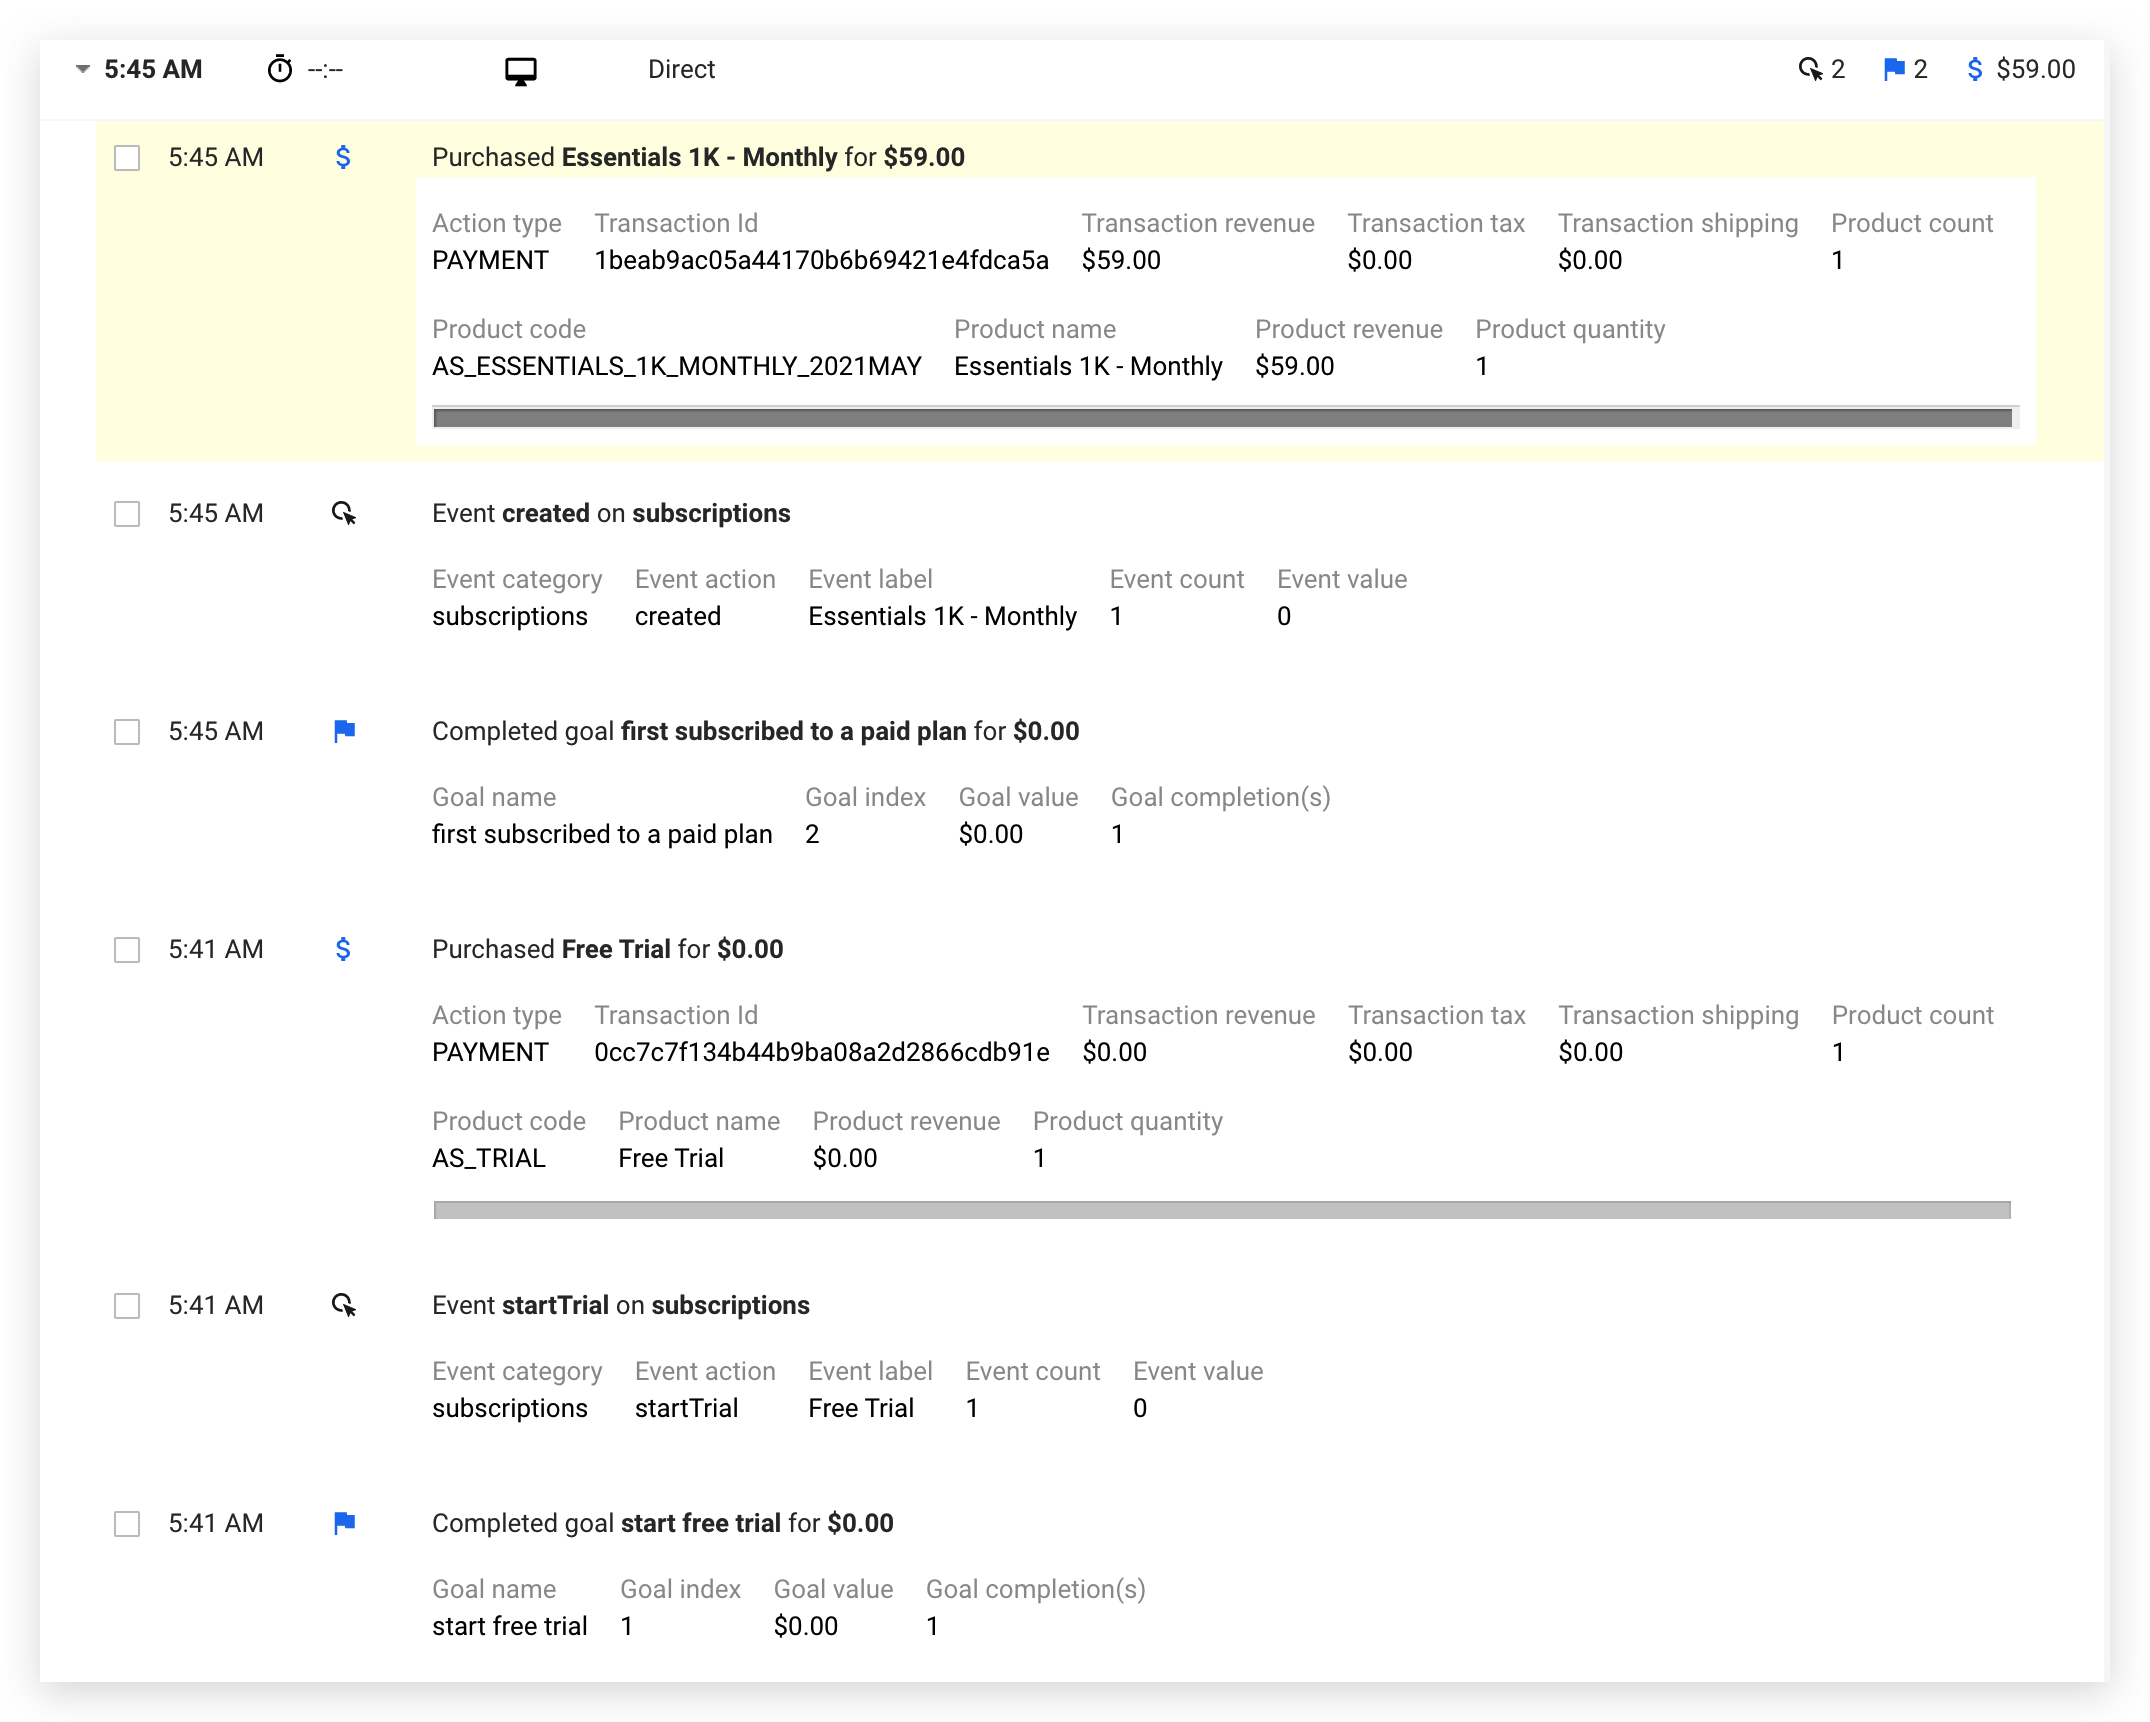 5:45 AM --:-- Direct 2 2 $ $59.00
5:45 AM $ Purchased Essentials 1K - Monthly for $59.00
Action type Transaction Id Transaction revenue Transaction tax Transaction shipping Product count
PAYMENT 1beab9ac05a44170b6b69421e4fdca5a $59.00 $0.00 $0.00 1
Product code Product name Product revenue Product quantity
AS_ESSENTIALS_1K_MONTHLY_2021MAY Essentials 1K - Monthly $59.00 1
5:45 AM Event created on subscriptions
Event category Event action Event label Event count Event value
subscriptions created Essentials 1K - Monthly 1 0
5:45 AM Completed goal first subscribed to a paid plan for $0.00
Goal name Goal index Goal value Goal completion(s)
first subscribed to a paid plan 2 $0.00 1
5:41 AM $ Purchased Free Trial for $0.00
Action type Transaction Id Transaction revenue Transaction tax Transaction shipping Product count
PAYMENT 0cc7c7f134b44b9ba08a2d2866cdb91e $0.00 $0.00 $0.00 1
Product code Product name Product revenue Product quantity
AS_TRIAL Free Trial $0.00 1
5:41 AM Event startTrial on subscriptions
Event category Event action Event label Event count Event value
subscriptions startTrial Free Trial 1 0
5:41 AM Completed goal start free trial for $0.00
Goal name Goal index Goal value Goal completion(s)
start free trial 1 $0.00 1